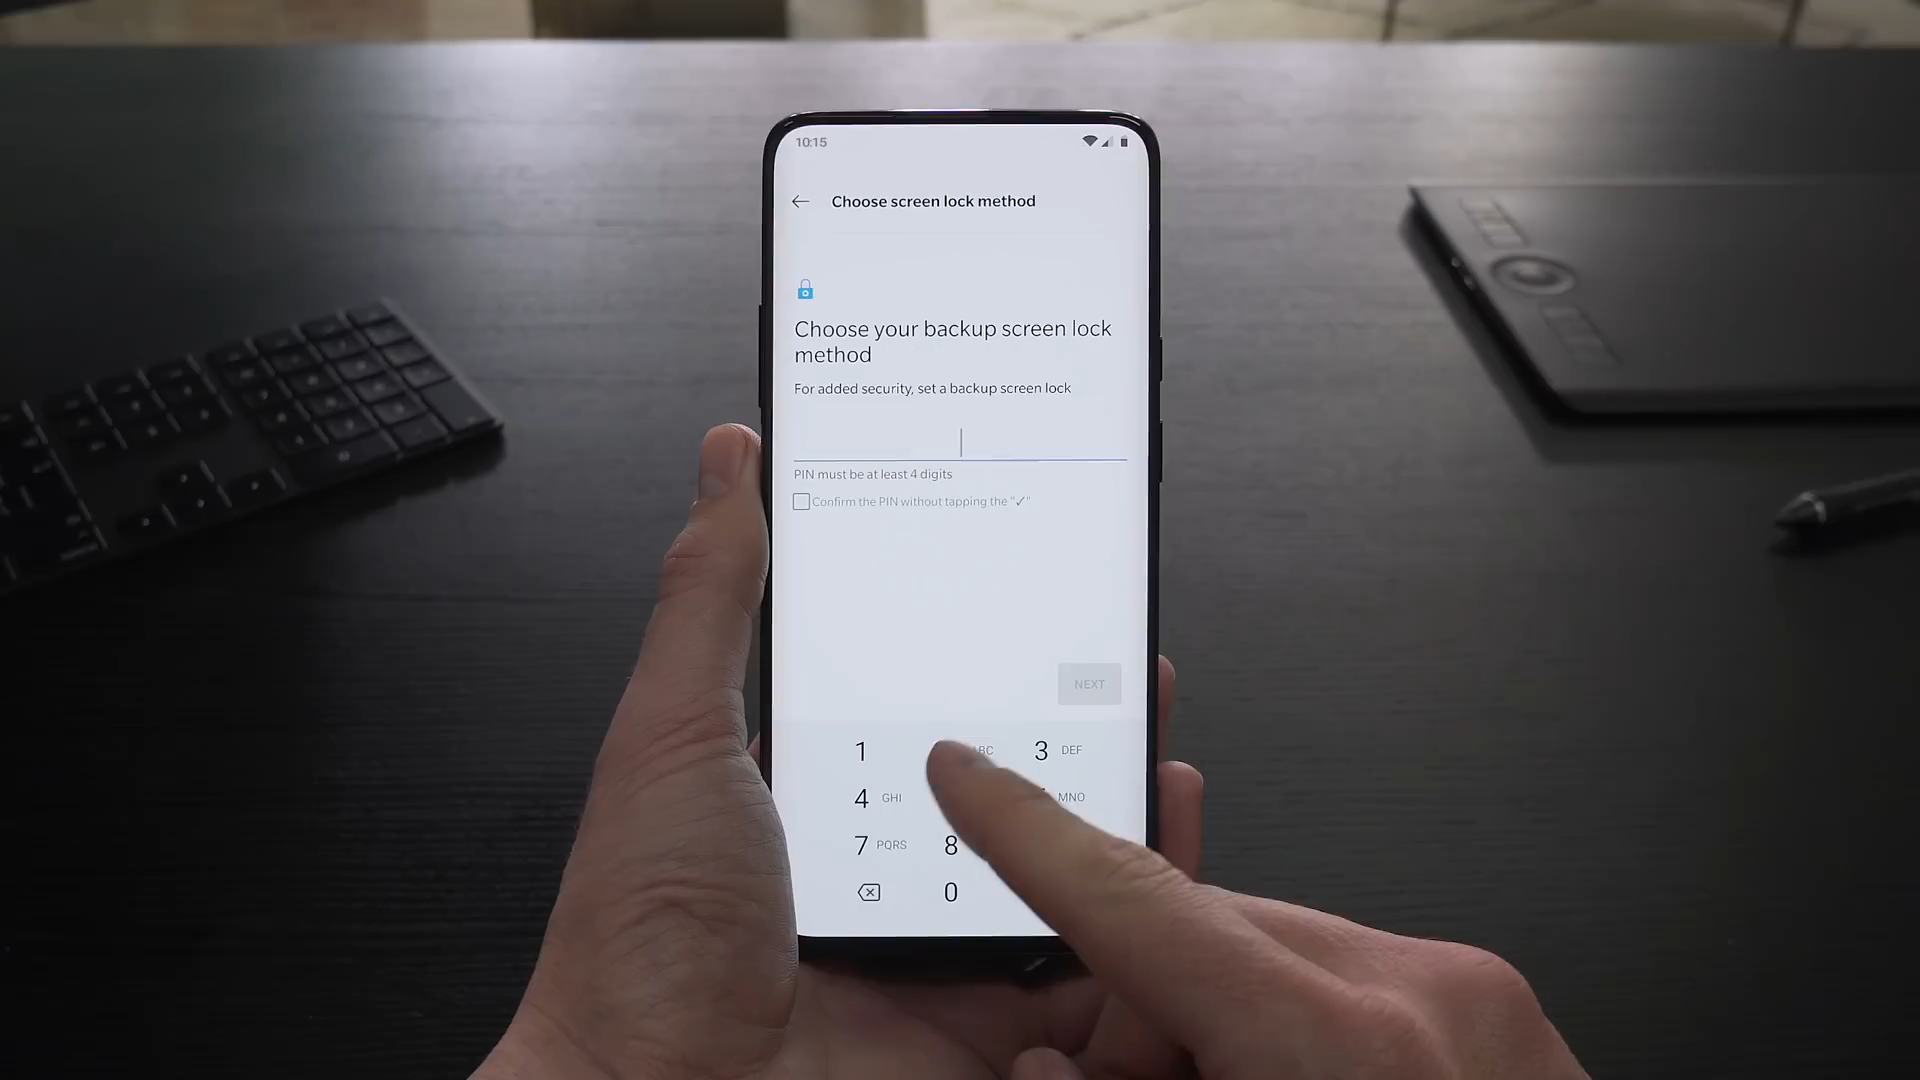 10:15
Choose screen lock method
Choose your backup screen lock
method
For added security, set a backup screen lock
PIN must be at least 4 digits
Confirm the PIN without tapping the "✓"
NEXT
1 3 DEF
4 GHI MNO
7 PQRS 8
0